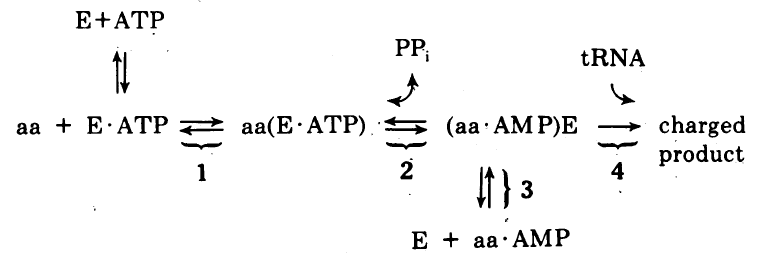 E+ATP
PPi
tRNA
aa + E·ATP ⇌ aa(E·ATP) ⇌ (aa·AMP)E → charged
product
1
2
4
3
E + aa·AMP